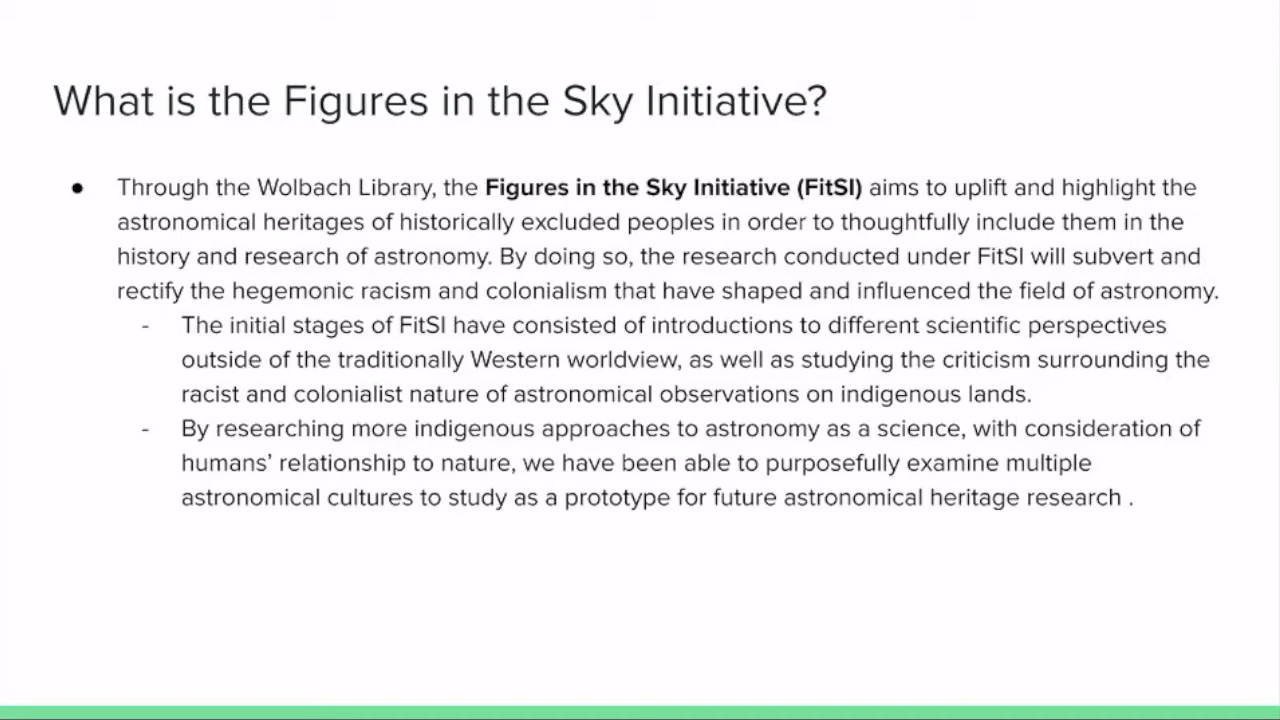 What is the Figures in the Sky Initiative?
● Through the Wolbach Library, the Figures in the Sky Initiative (FitSI) aims to uplift and highlight the
astronomical heritages of historically excluded peoples in order to thoughtfully include them in the
history and research of astronomy. By doing so, the research conducted under FitSI will subvert and
rectify the hegemonic racism and colonialism that have shaped and influenced the field of astronomy.
- The initial stages of FitSI have consisted of introductions to different scientific perspectives
outside of the traditionally Western worldview, as well as studying the criticism surrounding the
racist and colonialist nature of astronomical observations on indigenous lands.
- By researching more indigenous approaches to astronomy as a science, with consideration of
humans’ relationship to nature, we have been able to purposefully examine multiple
astronomical cultures to study as a prototype for future astronomical heritage research .